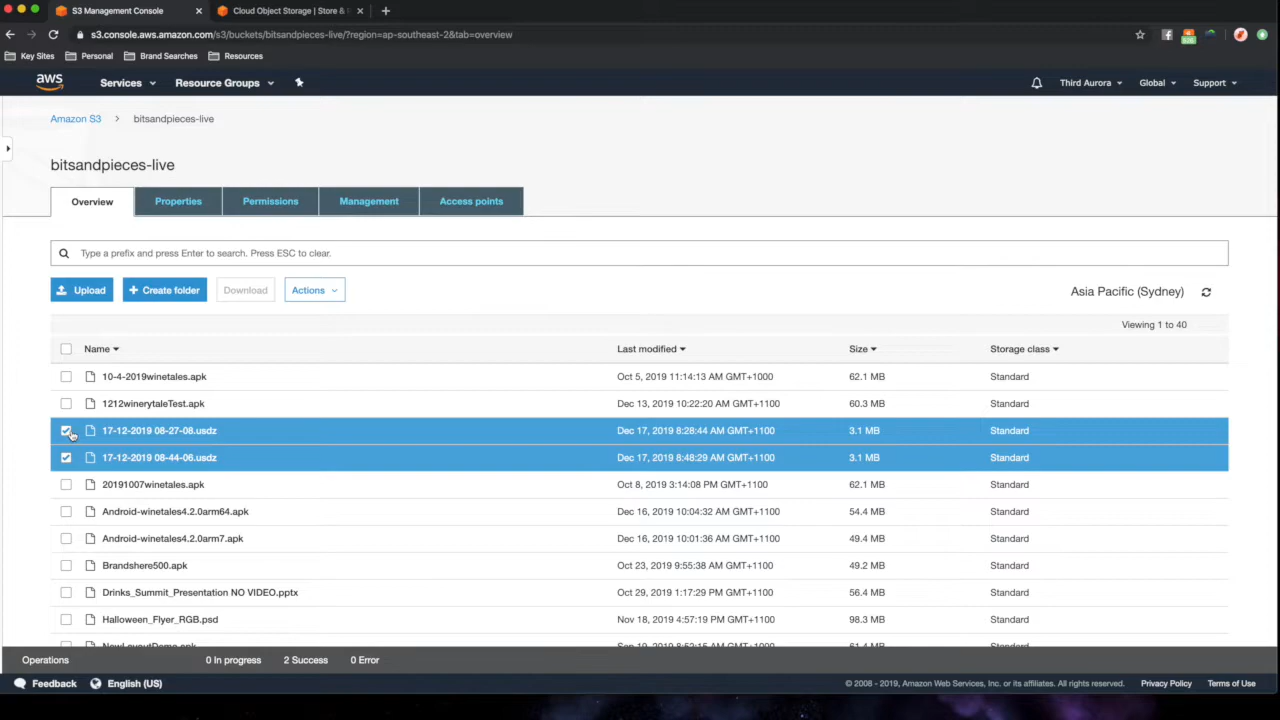 S3 Management Console
Cloud Object Storage | Store &
s3.console.aws.amazon.com/s3/buckets/bitsandpieces-live/?region=ap-southeast-2&tab=overview
Key Sites Personal Brand Searches Resources
aws Services Resource Groups Third Aurora Global Support
Amazon S3 > bitsandpieces-live
bitsandpieces-live
Overview Properties Permissions Management Access points
Type a prefix and press Enter to search. Press ESC to clear.
Upload + Create folder Download Actions Asia Pacific (Sydney)
Viewing 1 to 40
Name Last modified Size Storage class
10-4-2019winetales.apk Oct 5, 2019 11:14:13 AM GMT+1000 62.1 MB Standard
1212winerytaleTest.apk Dec 13, 2019 10:22:20 AM GMT+1100 60.3 MB Standard
17-12-2019 08-27-08.usdz Dec 17, 2019 8:28:44 AM GMT+1100 3.1 MB Standard
17-12-2019 08-44-06.usdz Dec 17, 2019 8:48:29 AM GMT+1100 3.1 MB Standard
20191007winetales.apk Oct 8, 2019 3:14:08 PM GMT+1100 62.1 MB Standard
Android-winetales4.2.0arm64.apk Dec 16, 2019 10:04:32 AM GMT+1100 54.4 MB Standard
Android-winetales4.2.0arm7.apk Dec 16, 2019 10:01:36 AM GMT+1100 49.4 MB Standard
Brandshere500.apk Oct 23, 2019 9:55:38 AM GMT+1100 49.2 MB Standard
Drinks_Summit_Presentation NO VIDEO.pptx Oct 29, 2019 1:17:29 PM GMT+1100 56.4 MB Standard
Halloween_Flyer_RGB.psd Nov 18, 2019 4:57:19 PM GMT+1100 98.3 MB Standard
Operations 0 In progress 2 Success 0 Error
Feedback English (US) © 2008 - 2019, Amazon Web Services, Inc. or its affiliates. All rights reserved. Privacy Policy Terms of Use